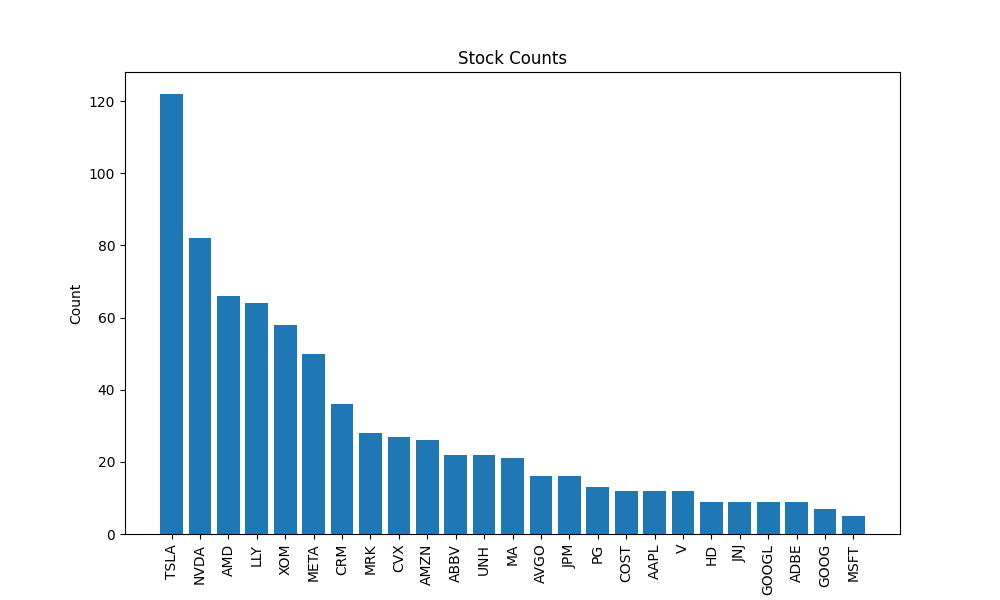 Stock Counts
120
100
80
60
40
20
0
Count
TSLA
NVDA
AMD
LLY
XOM
META
CRM
MRK
CVX
AMZN
ABBV
UNH
MA
AVGO
JPM
PG
COST
AAPL
V
HD
JNJ
GOOGL
ADBE
GOOG
MSFT